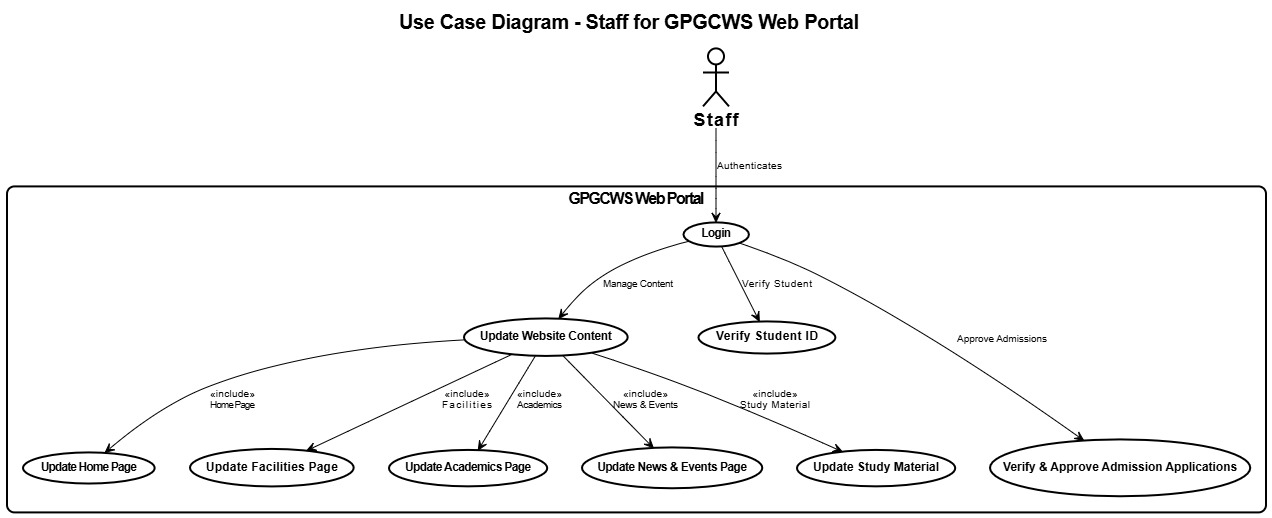 Use Case Diagram - Staff for GPGCWS Web Portal
Staff
Authenticates
GPGCWS Web Portal
Login
Manage Content
Verify Student
Approve Admissions
Update Website Content
Verify Student ID
«include»
Home Page
«include»
Facilities
«include»
Academics
«include»
News & Events
«include»
Study Material
Update Home Page
Update Facilities Page
Update Academics Page
Update News & Events Page
Update Study Material
Verify & Approve Admission Applications